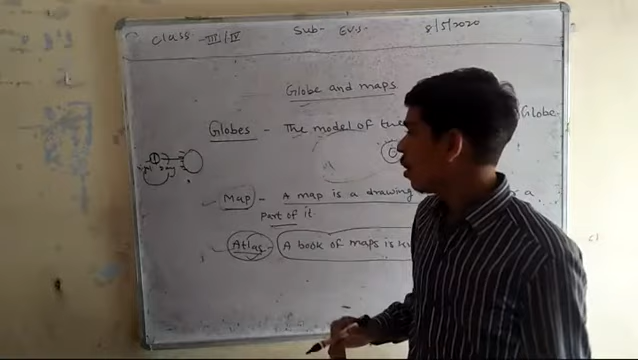 Class - III/IV Sub- E.V.S. 8/5/2020
Globe and maps
Globes - The model of the Globe.
Map - A map is a drawing or a
part of it.
Atlas - A book of maps is